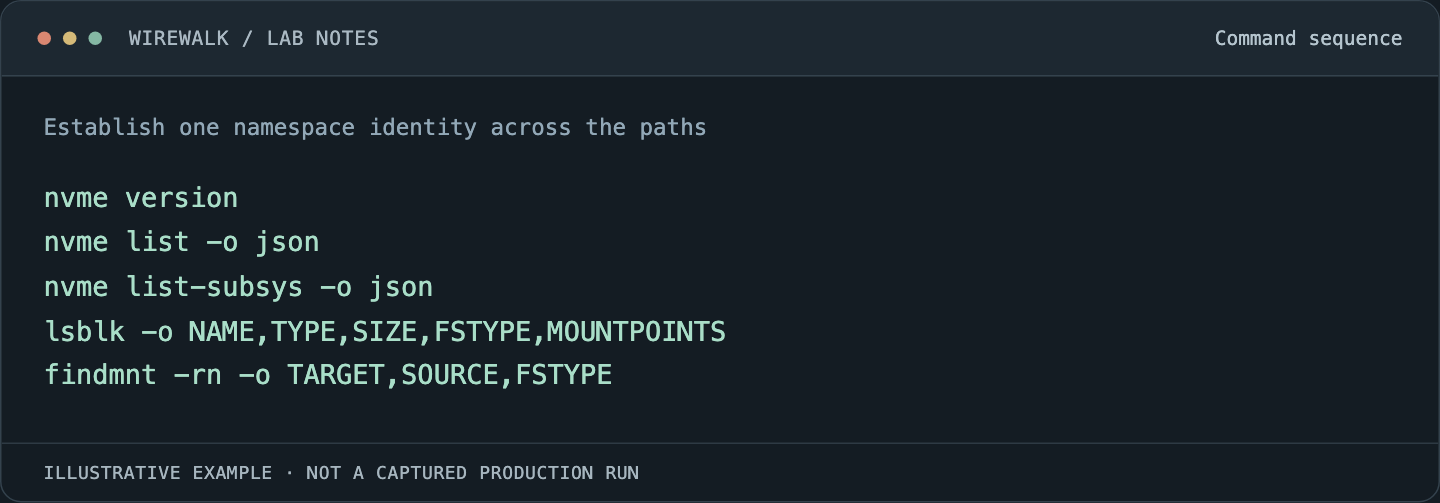 WIREWALK / LAB NOTES
Command sequence
Establish one namespace identity across the paths
nvme version
nvme list -o json
nvme list-subsys -o json
lsblk -o NAME,TYPE,SIZE,FSTYPE,MOUNTPOINTS
findmnt -rn -o TARGET,SOURCE,FSTYPE
ILLUSTRATIVE EXAMPLE · NOT A CAPTURED PRODUCTION RUN